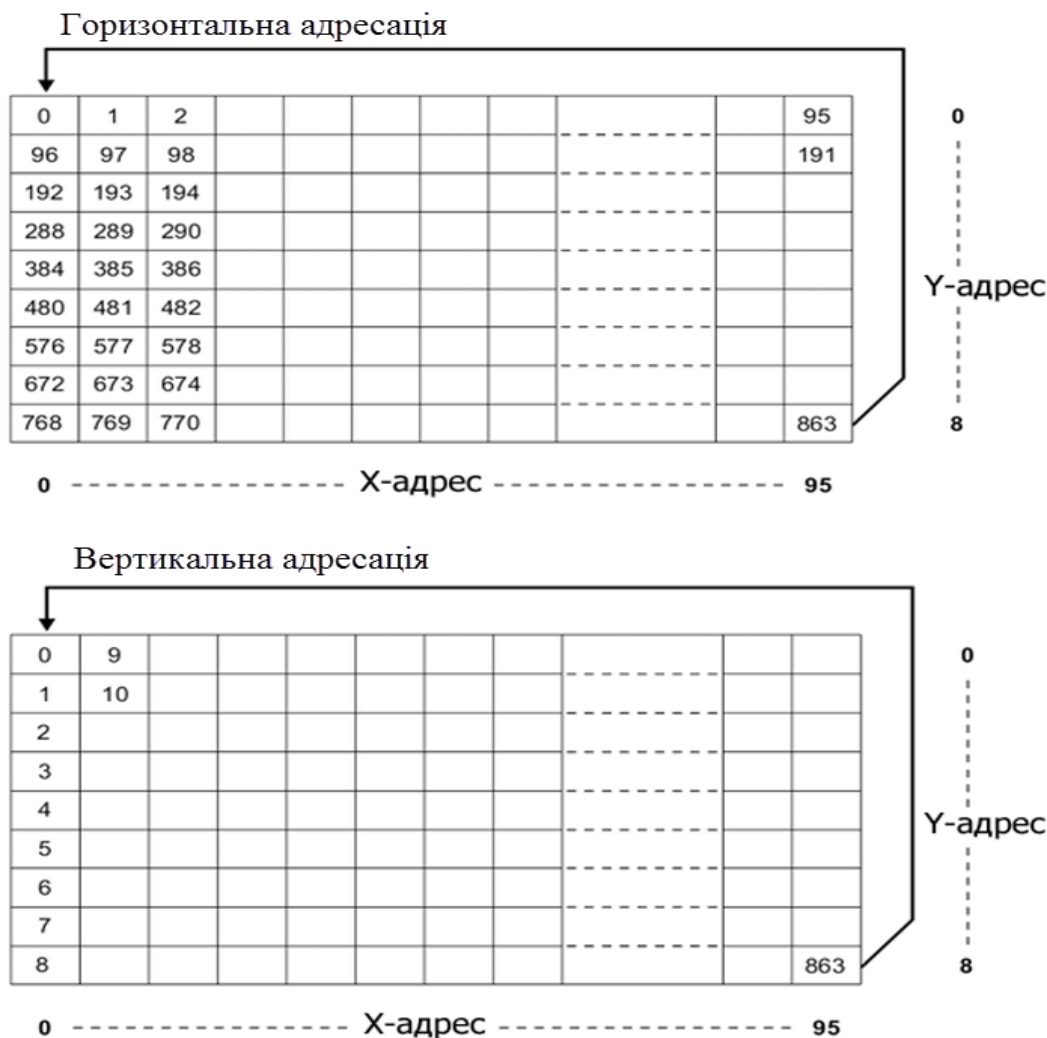 Горизонтальна адресація
0 1 2 95 0
96 97 98 191
192 193 194
288 289 290
384 385 386
Y-адрес
480 481 482
576 577 578
672 673 674
768 769 770 863 8
0 X-адрес 95
Вертикальна адресація
0 9 0
1 10
2
3
4
Y-адрес
5
6
7
8 863 8
0 X-адрес 95